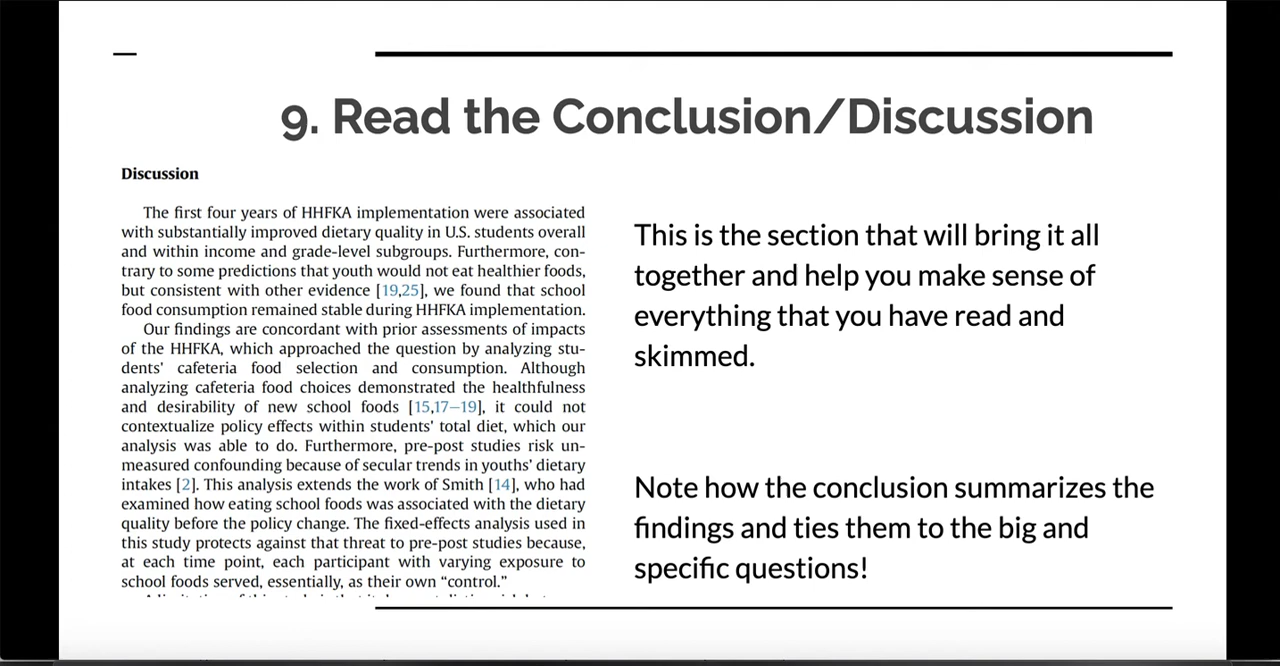 9. Read the Conclusion/Discussion
Discussion
The first four years of HHFKA implementation were associated
with substantially improved dietary quality in U.S. students overall
and within income and grade-level subgroups. Furthermore, con-
trary to some predictions that youth would not eat healthier foods,
but consistent with other evidence [19,25], we found that school
food consumption remained stable during HHFKA implementation.
Our findings are concordant with prior assessments of impacts
of the HHFKA, which approached the question by analyzing stu-
dents' cafeteria food selection and consumption. Although
analyzing cafeteria food choices demonstrated the healthfulness
and desirability of new school foods [15,17–19], it could not
contextualize policy effects within students' total diet, which our
analysis was able to do. Furthermore, pre-post studies risk un-
measured confounding because of secular trends in youths' dietary
intakes [2]. This analysis extends the work of Smith [14], who had
examined how eating school foods was associated with the dietary
quality before the policy change. The fixed-effects analysis used in
this study protects against that threat to pre-post studies because,
at each time point, each participant with varying exposure to
school foods served, essentially, as their own “control.”
This is the section that will bring it all
together and help you make sense of
everything that you have read and
skimmed.
Note how the conclusion summarizes the
findings and ties them to the big and
specific questions!